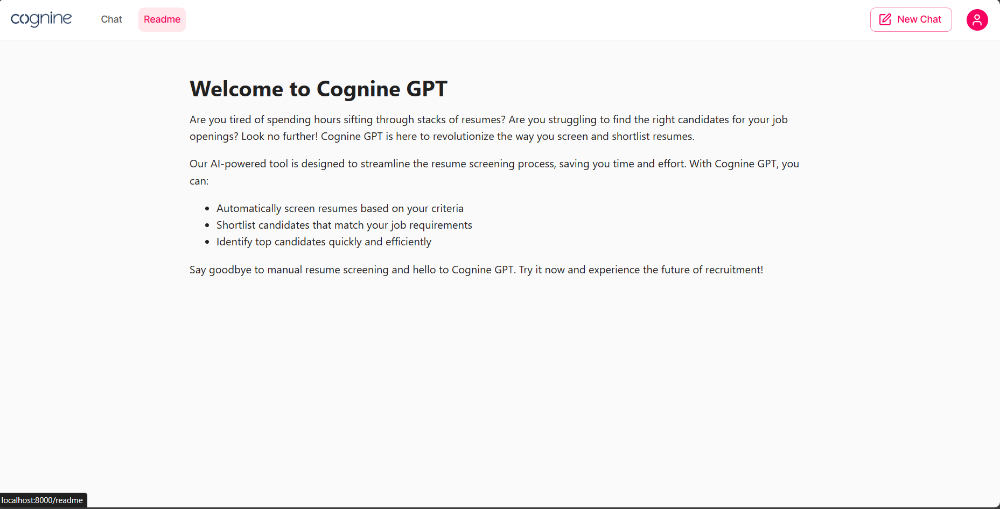 cognine
Chat
Readme
New Chat
Welcome to Cognine GPT
Are you tired of spending hours sifting through stacks of resumes? Are you struggling to find the right candidates for your job
openings? Look no further! Cognine GPT is here to revolutionize the way you screen and shortlist resumes.
Our AI-powered tool is designed to streamline the resume screening process, saving you time and effort. With Cognine GPT, you
can:
• Automatically screen resumes based on your criteria
• Shortlist candidates that match your job requirements
• Identify top candidates quickly and efficiently
Say goodbye to manual resume screening and hello to Cognine GPT. Try it now and experience the future of recruitment!
localhost:8000/readme